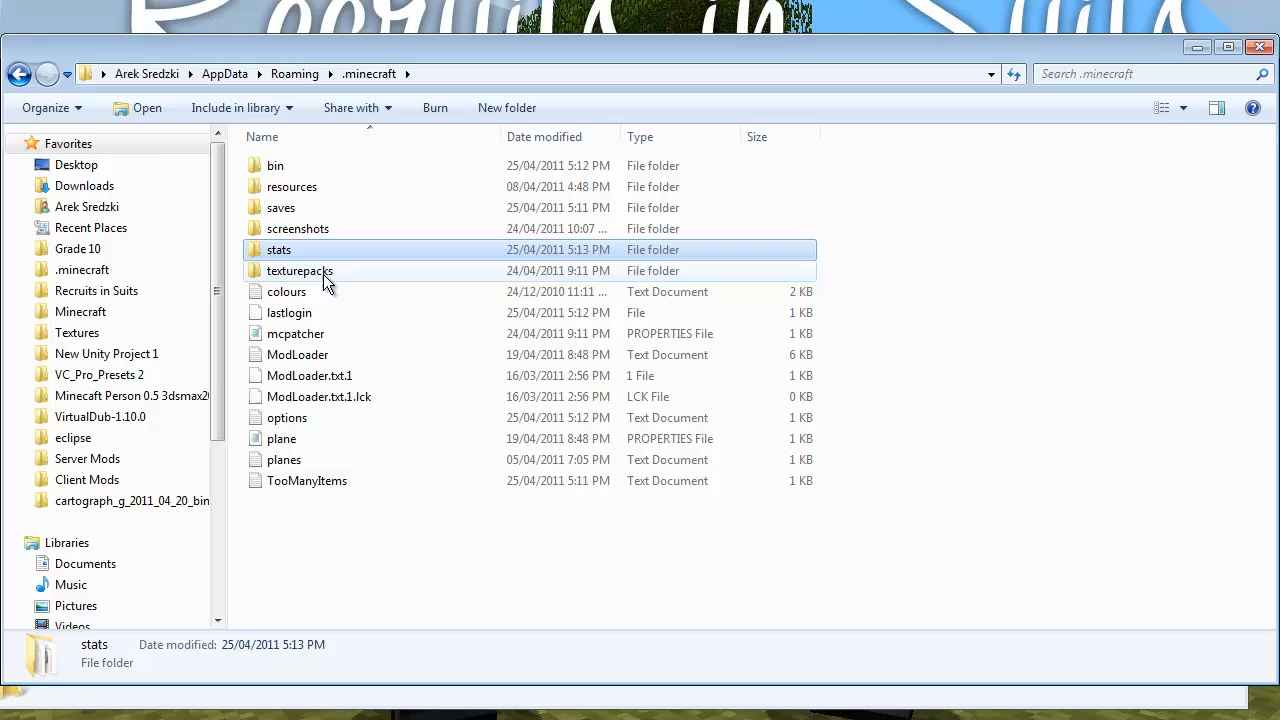 Recruits in Suits
Arek Sredzki AppData Roaming .minecraft Search .minecraft
Organize Open Include in library Share with Burn New folder
Name Date modified Type Size
Favorites
Desktop
Downloads
Arek Sredzki
Recent Places
Grade 10
.minecraft
Recruits in Suits
Minecraft
Textures
New Unity Project 1
VC_Pro_Presets 2
Minecaft Person 0.5 3dsmax20
VirtualDub-1.10.0
eclipse
Server Mods
Client Mods
cartograph_g_2011_04_20_bin
Libraries
Documents
Music
Pictures
Videos
bin 25/04/2011 5:12 PM File folder
resources 08/04/2011 4:48 PM File folder
saves 25/04/2011 5:11 PM File folder
screenshots 24/04/2011 10:07 ... File folder
stats 25/04/2011 5:13 PM File folder
texturepacks 24/04/2011 9:11 PM File folder
colours 24/12/2010 11:11 ... Text Document 2 KB
lastlogin 25/04/2011 5:12 PM File 1 KB
mcpatcher 24/04/2011 9:11 PM PROPERTIES File 1 KB
ModLoader 19/04/2011 8:48 PM Text Document 6 KB
ModLoader.txt.1 16/03/2011 2:56 PM 1 File 1 KB
ModLoader.txt.1.lck 16/03/2011 2:56 PM LCK File 0 KB
options 25/04/2011 5:12 PM Text Document 1 KB
plane 19/04/2011 8:48 PM PROPERTIES File 1 KB
planes 05/04/2011 7:05 PM Text Document 1 KB
TooManyItems 25/04/2011 5:11 PM Text Document 1 KB
stats Date modified: 25/04/2011 5:13 PM
File folder